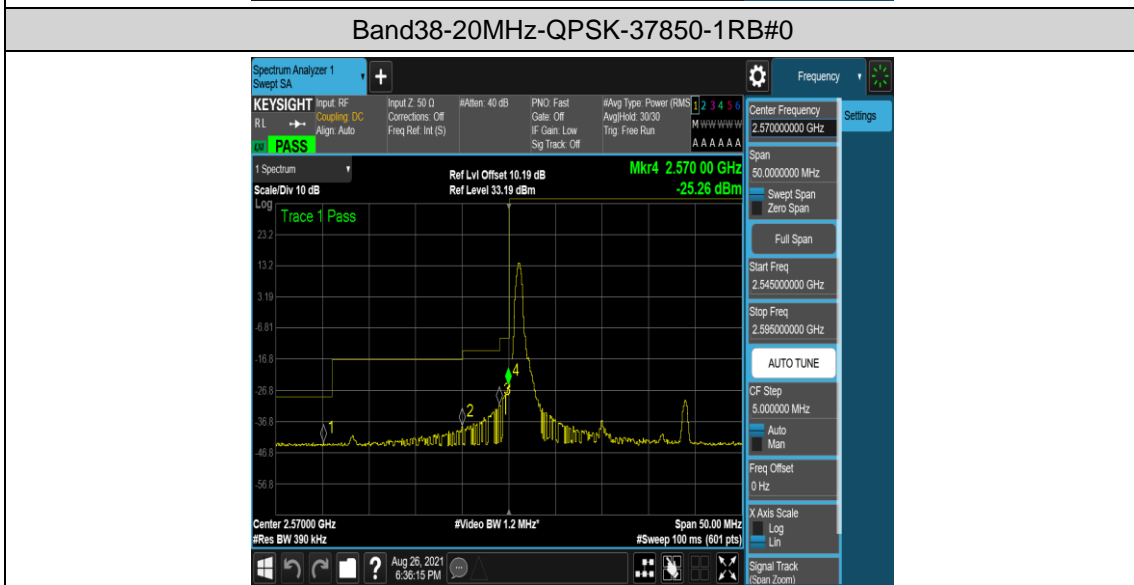 Band38-20MHz-QPSK-37850-1RB#0
Spectrum Analyzer 1
Swept SA
Frequency
KEYSIGHT
RL
PASS
Input: RF
Coupling: DC
Align: Auto
Input Z: 50 Ω
Corrections: Off
Freq Ref: Int (S)
#Atten: 40 dB
PNO: Fast
Gate: Off
IF Gain: Low
Sig Track: Off
#Avg Type: Power (RMS
Avg|Hold: 30/30
Trig: Free Run
1 2 3 4 5 6
M W W W W W
A A A A A A
1 Spectrum
Scale/Div 10 dB
Ref Lvl Offset 10.19 dB
Ref Level 33.19 dBm
Mkr4 2.570 00 GHz
-25.26 dBm
Log
Trace 1 Pass
23.2
13.2
3.19
-6.81
-16.8
-26.8
-36.8
-46.8
-56.8
1
2
3
4
Center 2.57000 GHz
#Res BW 390 kHz
#Video BW 1.2 MHz*
Span 50.00 MHz
#Sweep 100 ms (601 pts)
?
Aug 26, 2021
6:36:15 PM
Center Frequency
2.570000000 GHz
Settings
Span
50.0000000 MHz
Swept Span
Zero Span
Full Span
Start Freq
2.545000000 GHz
Stop Freq
2.595000000 GHz
AUTO TUNE
CF Step
5.000000 MHz
Auto
Man
Freq Offset
0 Hz
X Axis Scale
Log
Lin
Signal Track
(Span Zoom)